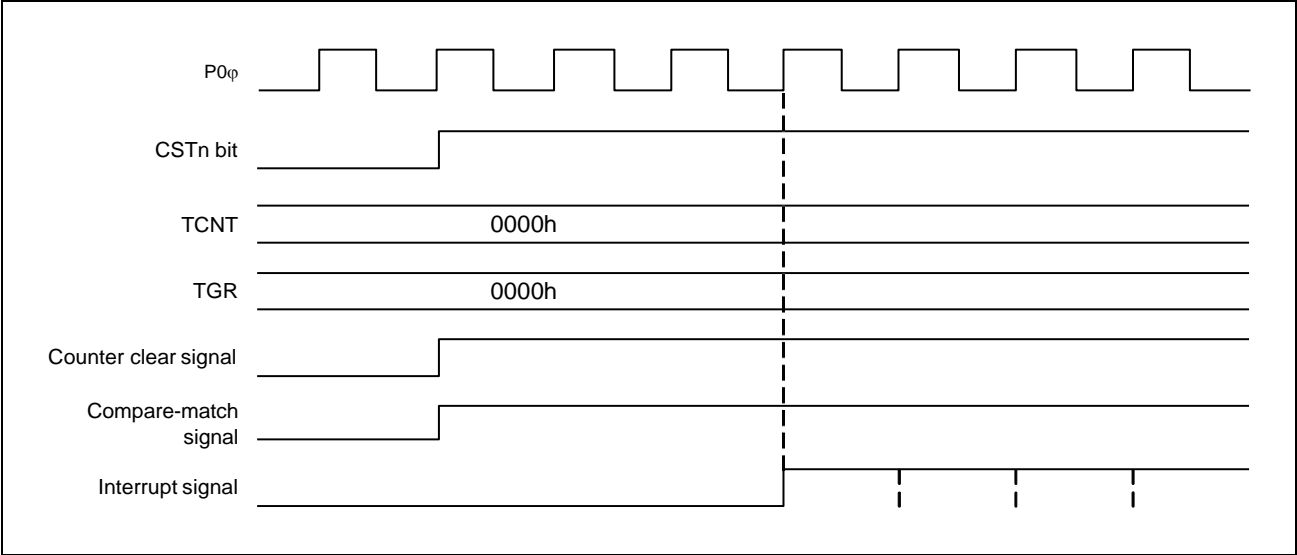 P0φ
CSTn bit
TCNT
0000h
TGR
0000h
Counter clear signal
Compare-match
signal
Interrupt signal